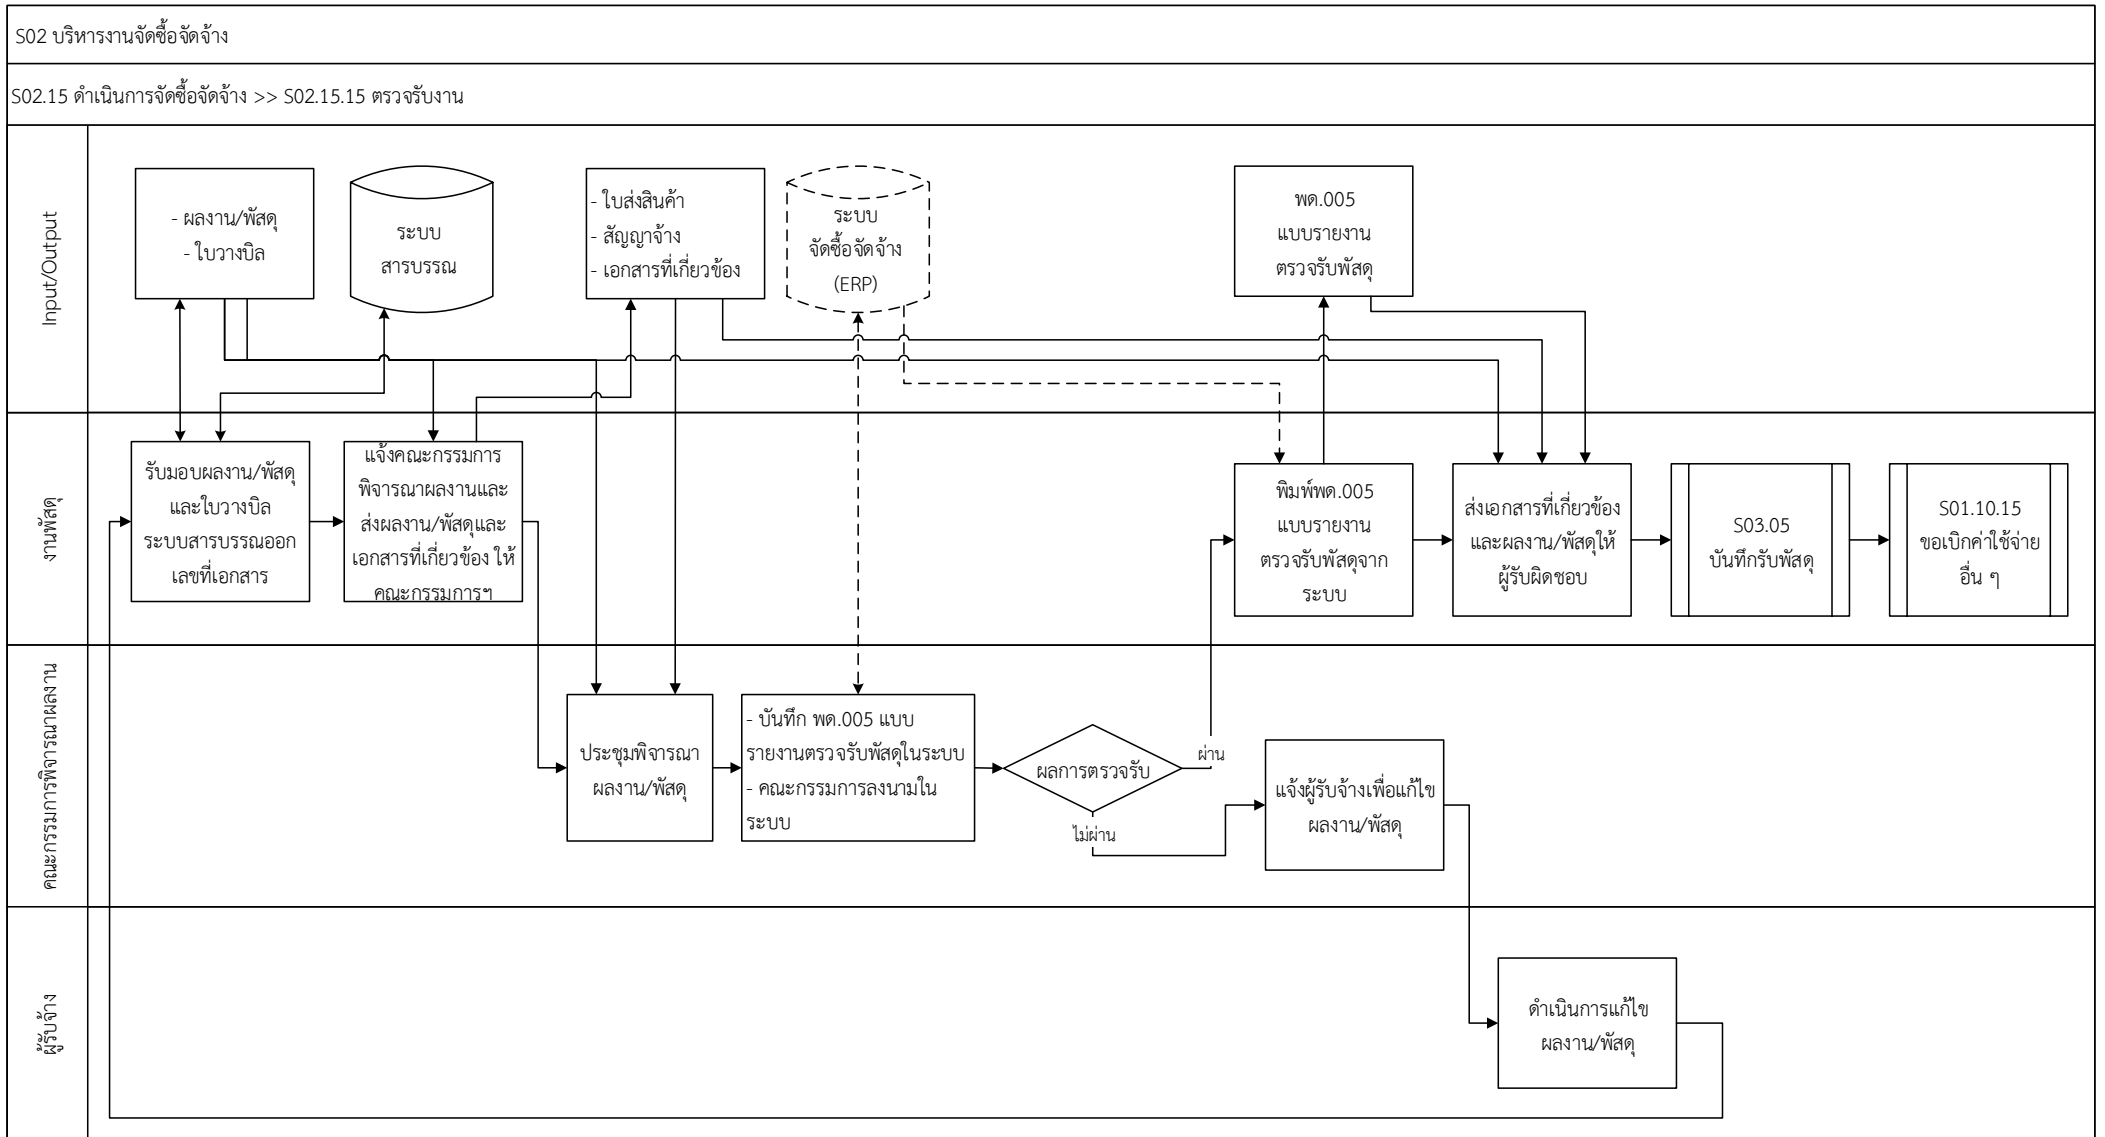 S02 บริหารงานจัดซื้อจัดจ้าง
S02.15 ดำเนินการจัดซื้อจัดจ้าง >> S02.15.15 ตรวจรับงาน
Input/Output
- ผลงาน/พัสดุ
- ใบวางบิล
ระบบ
สารบรรณ
- ใบส่งสินค้า
- สัญญาจ้าง
- เอกสารที่เกี่ยวข้อง
ระบบ
จัดซื้อจัดจ้าง
(ERP)
พด.005
แบบรายงาน
ตรวจรับพัสดุ
งานพัสดุ
รับมอบผลงาน/พัสดุ
และใบวางบิล
ระบบสารบรรณออก
เลขที่เอกสาร
แจ้งคณะกรรมการ
พิจารณาผลงานและ
ส่งผลงาน/พัสดุและ
เอกสารที่เกี่ยวข้อง ให้
คณะกรรมการฯ
พิมพ์พด.005
แบบรายงาน
ตรวจรับพัสดุจาก
ระบบ
ส่งเอกสารที่เกี่ยวข้อง
และผลงาน/พัสดุให้
ผู้รับผิดชอบ
S03.05
บันทึกรับพัสดุ
S01.10.15
ขอเบิกค่าใช้จ่าย
อื่น ๆ
คณะกรรมการพิจารณาผลงาน
ประชุมพิจารณา
ผลงาน/พัสดุ
- บันทึก พด.005 แบบ
รายงานตรวจรับพัสดุในระบบ
- คณะกรรมการลงนามใน
ระบบ
ผลการตรวจรับ
ผ่าน
ไม่ผ่าน
แจ้งผู้รับจ้างเพื่อแก้ไข
ผลงาน/พัสดุ
ผู้รับจ้าง
ดำเนินการแก้ไข
ผลงาน/พัสดุ